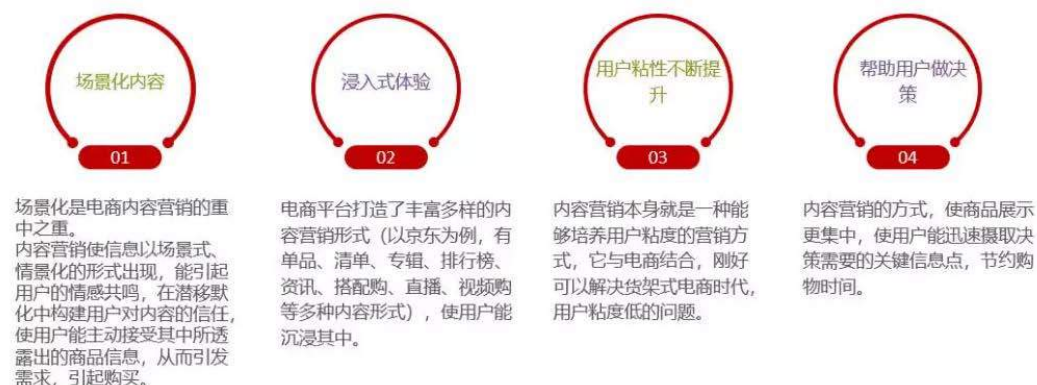 场景化内容
01
场景化是电商内容营销的重
中之重。
内容营销使信息以场景式、
情景化的形式出现，能引起
用户的情感共鸣，在潜移默
化中构建用户对内容的信任，
使用户能主动接受其中所透
露出的商品信息，从而引发
需求，引起购买。
浸入式体验
02
电商平台打造了丰富多样的内
容营销形式（以京东为例，有
单品、清单、专辑、排行榜、
资讯、搭配购、直播、视频购
等多种内容形式），使用户能
沉浸其中。
用户粘性不断提
升
03
内容营销本身就是一种能
够培养用户粘度的营销方
式，它与电商结合，刚好
可以解决货架式电商时代，
用户粘度低的问题。
帮助用户做决
策
04
内容营销的方式，使商品展示
更集中，使用户能迅速摄取决
策需要的关键信息点，节约购
物时间。